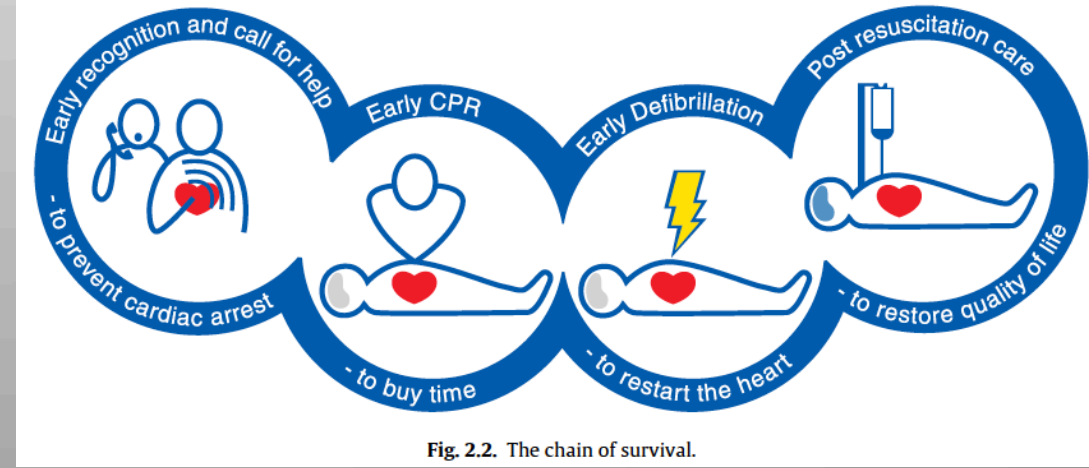 Early recognition and call for help
- to prevent cardiac arrest
Early CPR
- to buy time
Early Defibrillation
- to restart the heart
Post resuscitation care
- to restore quality of life
Fig. 2.2. The chain of survival.